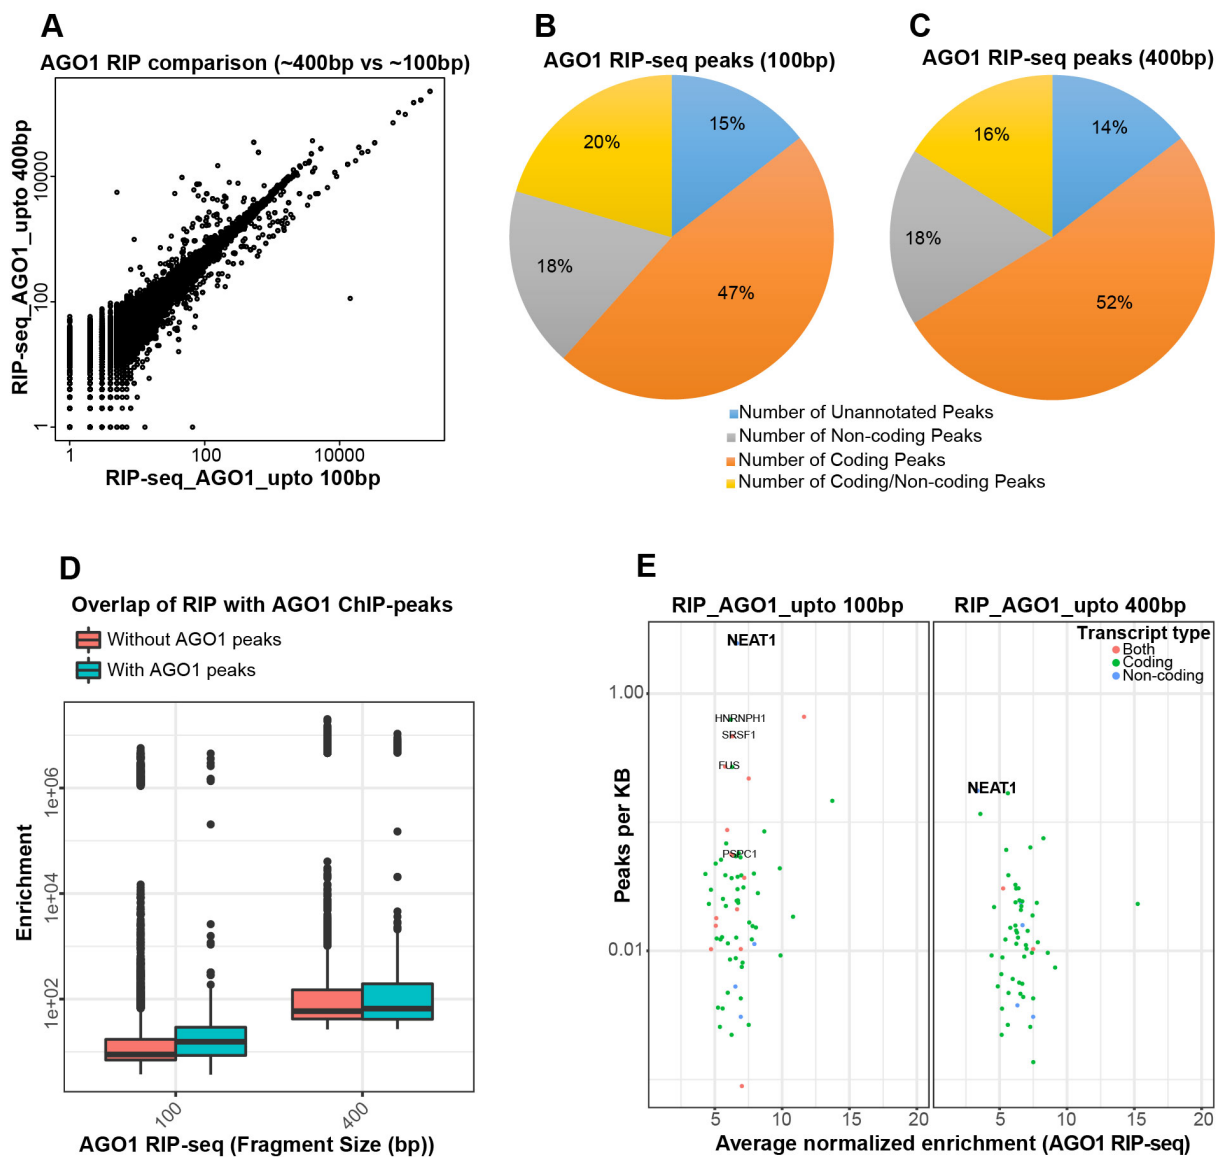 A
AGO1 RIP comparison (~400bp vs ~100bp)
RIP-seq_AGO1_upto 400bp
10000
100
1
1
100
10000
RIP-seq_AGO1_upto 100bp
B
AGO1 RIP-seq peaks (100bp)
15%
20%
18%
47%
C
AGO1 RIP-seq peaks (400bp)
14%
16%
18%
52%
Number of Unannotated Peaks
Number of Non-coding Peaks
Number of Coding Peaks
Number of Coding/Non-coding Peaks
D
Overlap of RIP with AGO1 ChIP-peaks
Without AGO1 peaks
With AGO1 peaks
Enrichment
1e+06
1e+04
1e+02
100
400
AGO1 RIP-seq (Fragment Size (bp))
E
RIP_AGO1_upto 100bp
RIP_AGO1_upto 400bp
Transcript type
Both
Coding
Non-coding
Peaks per KB
1.00
0.01
NEAT1
HNRNPH1
SRSF1
FUS
PSPC1
NEAT1
5
10
15
20
5
10
15
20
Average normalized enrichment (AGO1 RIP-seq)